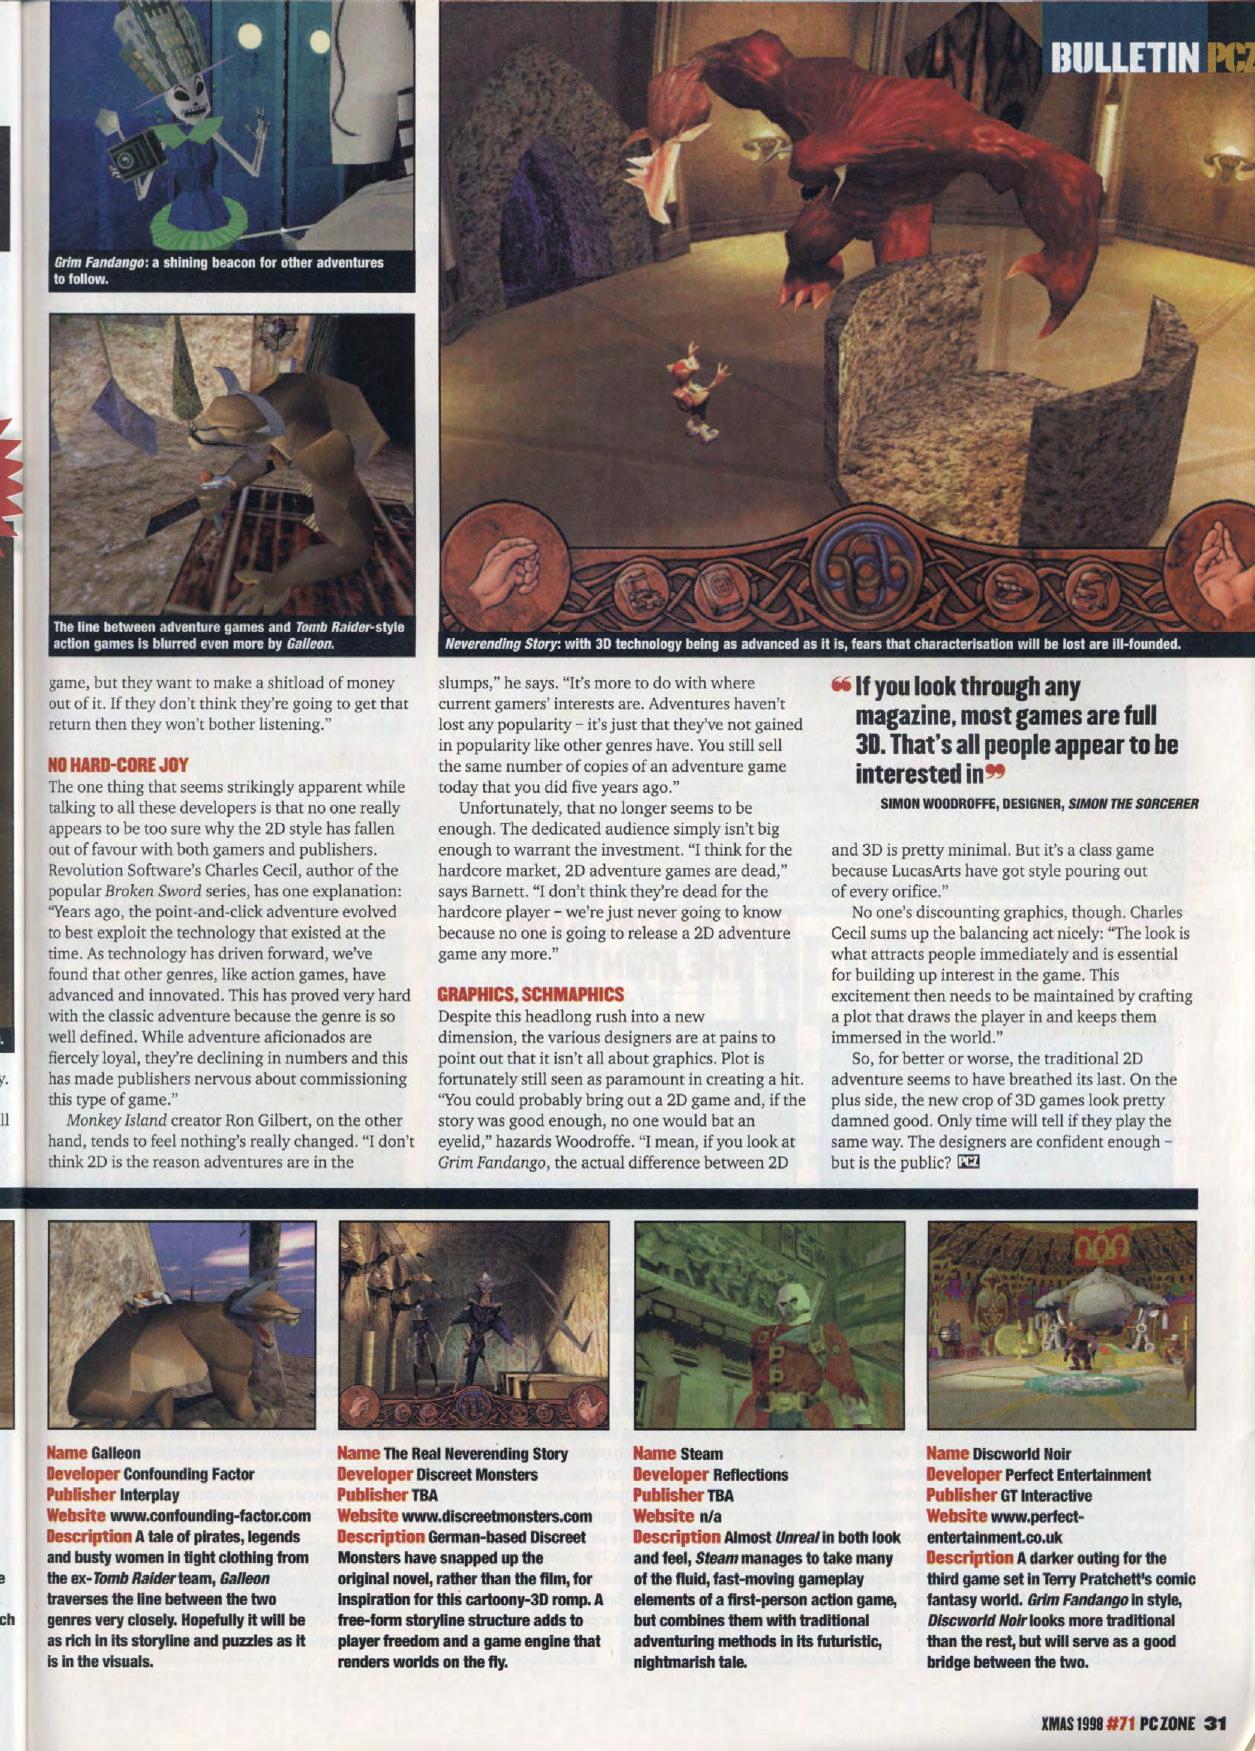 BULLETIN PCZ
Grim Fandango: a shining beacon for other adventures
to follow.
The line between adventure games and Tomb Raider-style
action games is blurred even more by Galleon.
Neverending Story: with 3D technology being as advanced as it is, fears that characterisation will be lost are ill-founded.
game, but they want to make a shitload of money
out of it. If they don't think they're going to get that
return then they won't bother listening.”
NO HARD-CORE JOY
The one thing that seems strikingly apparent while
talking to all these developers is that no one really
appears to be too sure why the 2D style has fallen
out of favour with both gamers and publishers.
Revolution Software's Charles Cecil, author of the
popular Broken Sword series, has one explanation:
“Years ago, the point-and-click adventure evolved
to best exploit the technology that existed at the
time. As technology has driven forward, we've
found that other genres, like action games, have
advanced and innovated. This has proved very hard
with the classic adventure because the genre is so
well defined. While adventure aficionados are
fiercely loyal, they're declining in numbers and this
has made publishers nervous about commissioning
this type of game.”
Monkey Island creator Ron Gilbert, on the other
hand, tends to feel nothing's really changed. “I don't
think 2D is the reason adventures are in the
slumps,” he says. “It's more to do with where
current gamers' interests are. Adventures haven't
lost any popularity – it's just that they've not gained
in popularity like other genres have. You still sell
the same number of copies of an adventure game
today that you did five years ago.”
Unfortunately, that no longer seems to be
enough. The dedicated audience simply isn't big
enough to warrant the investment. “I think for the
hardcore market, 2D adventure games are dead,”
says Barnett. “I don't think they're dead for the
hardcore player – we're just never going to know
because no one is going to release a 2D adventure
game any more.”
GRAPHICS, SCHMAPHICS
Despite this headlong rush into a new
dimension, the various designers are at pains to
point out that it isn't all about graphics. Plot is
fortunately still seen as paramount in creating a hit.
“You could probably bring out a 2D game and, if the
story was good enough, no one would bat an
eyelid,” hazards Woodroffe. “I mean, if you look at
Grim Fandango, the actual difference between 2D
“If you look through any
magazine, most games are full
3D. That's all people appear to be
interested in”
SIMON WOODROFFE, DESIGNER, SIMON THE SORCERER
and 3D is pretty minimal. But it's a class game
because LucasArts have got style pouring out
of every orifice.”
No one's discounting graphics, though. Charles
Cecil sums up the balancing act nicely: “The look is
what attracts people immediately and is essential
for building up interest in the game. This
excitement then needs to be maintained by crafting
a plot that draws the player in and keeps them
immersed in the world.”
So, for better or worse, the traditional 2D
adventure seems to have breathed its last. On the
plus side, the new crop of 3D games look pretty
damned good. Only time will tell if they play the
same way. The designers are confident enough –
but is the public? PCZ
Name Galleon
Developer Confounding Factor
Publisher Interplay
Website www.confounding-factor.com
Description A tale of pirates, legends
and busty women in tight clothing from
the ex-Tomb Raider team, Galleon
traverses the line between the two
genres very closely. Hopefully it will be
as rich in its storyline and puzzles as it
is in the visuals.
Name The Real Neverending Story
Developer Discreet Monsters
Publisher TBA
Website www.discreetmonsters.com
Description German-based Discreet
Monsters have snapped up the
original novel, rather than the film, for
inspiration for this cartoony-3D romp. A
free-form storyline structure adds to
player freedom and a game engine that
renders worlds on the fly.
Name Steam
Developer Reflections
Publisher TBA
Website n/a
Description Almost Unreal in both look
and feel, Steam manages to take many
of the fluid, fast-moving gameplay
elements of a first-person action game,
but combines them with traditional
adventuring methods in its futuristic,
nightmarish tale.
Name Discworld Noir
Developer Perfect Entertainment
Publisher GT Interactive
Website www.perfect-
entertainment.co.uk
Description A darker outing for the
third game set in Terry Pratchett's comic
fantasy world. Grim Fandango in style,
Discworld Noir looks more traditional
than the rest, but will serve as a good
bridge between the two.
XMAS 1998 #71 PC ZONE 31